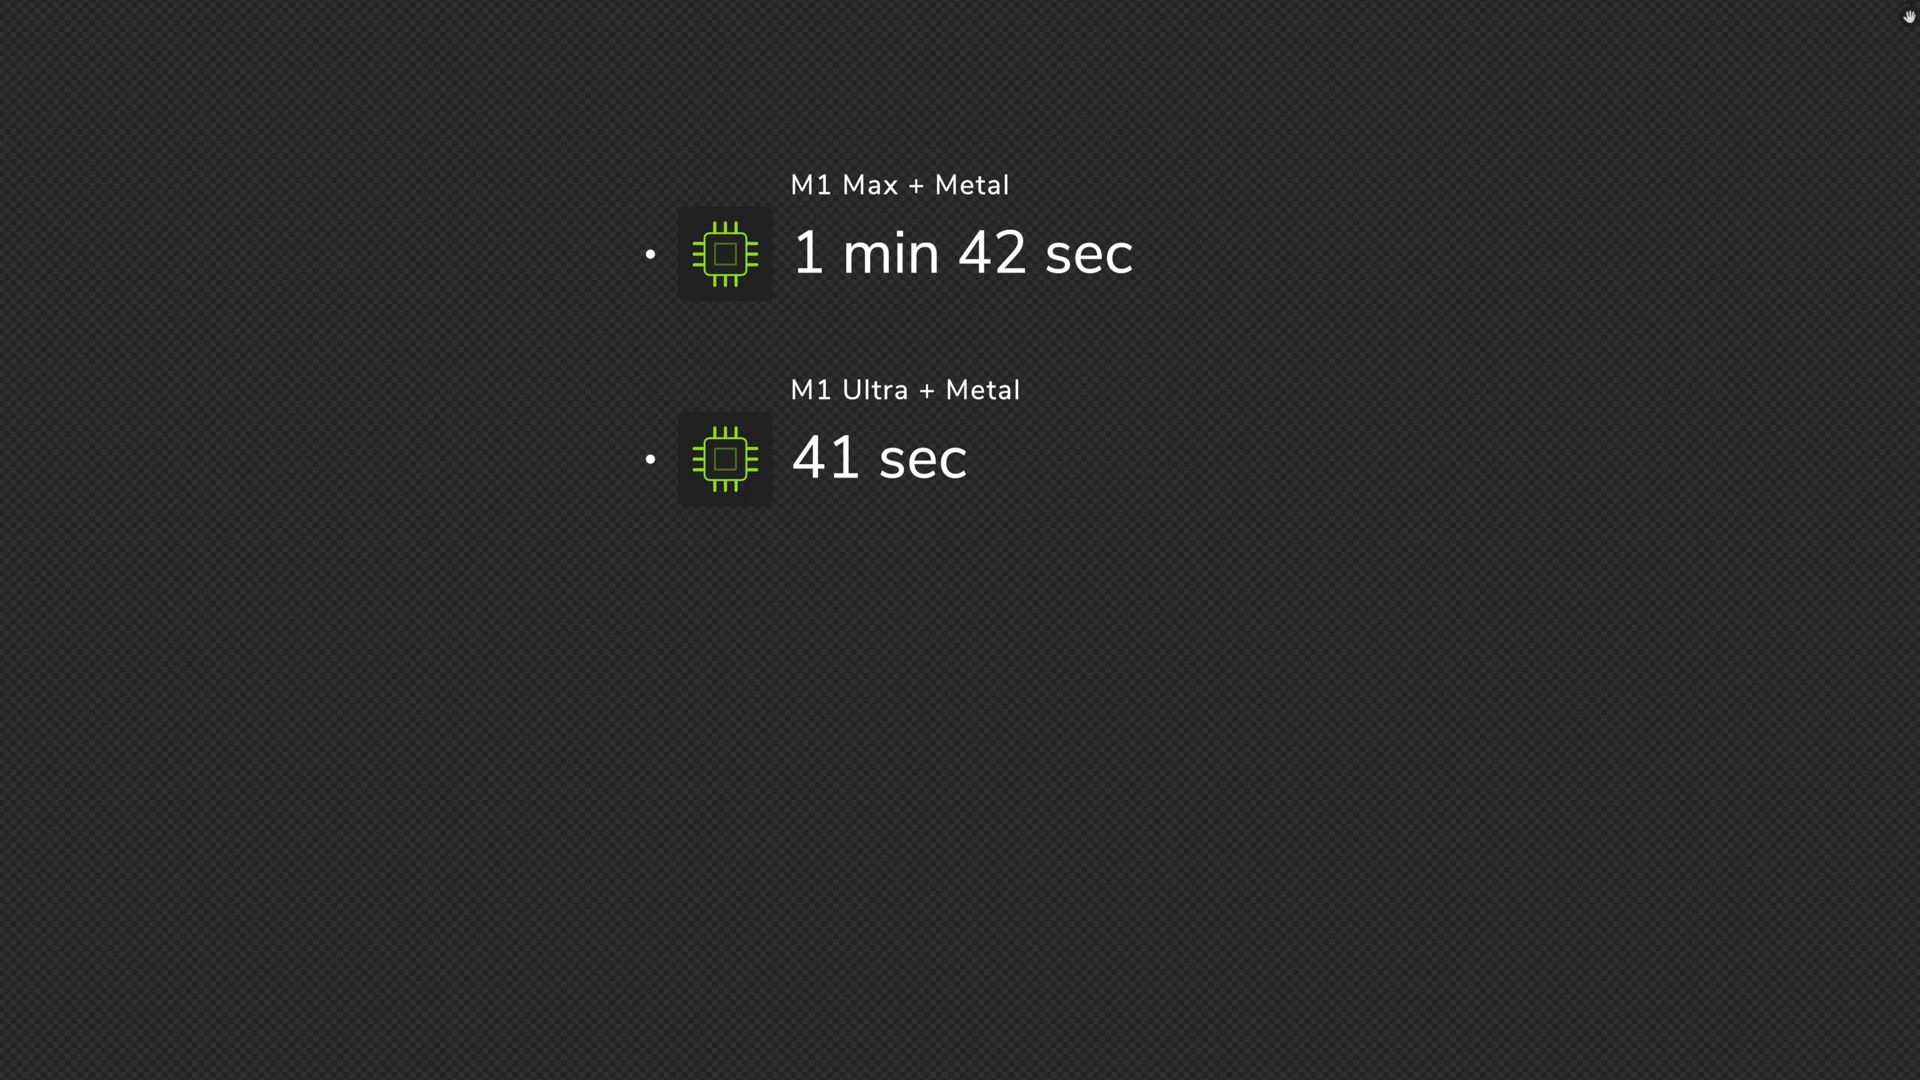 M1 Max + Metal
1 min 42 sec
M1 Ultra + Metal
41 sec